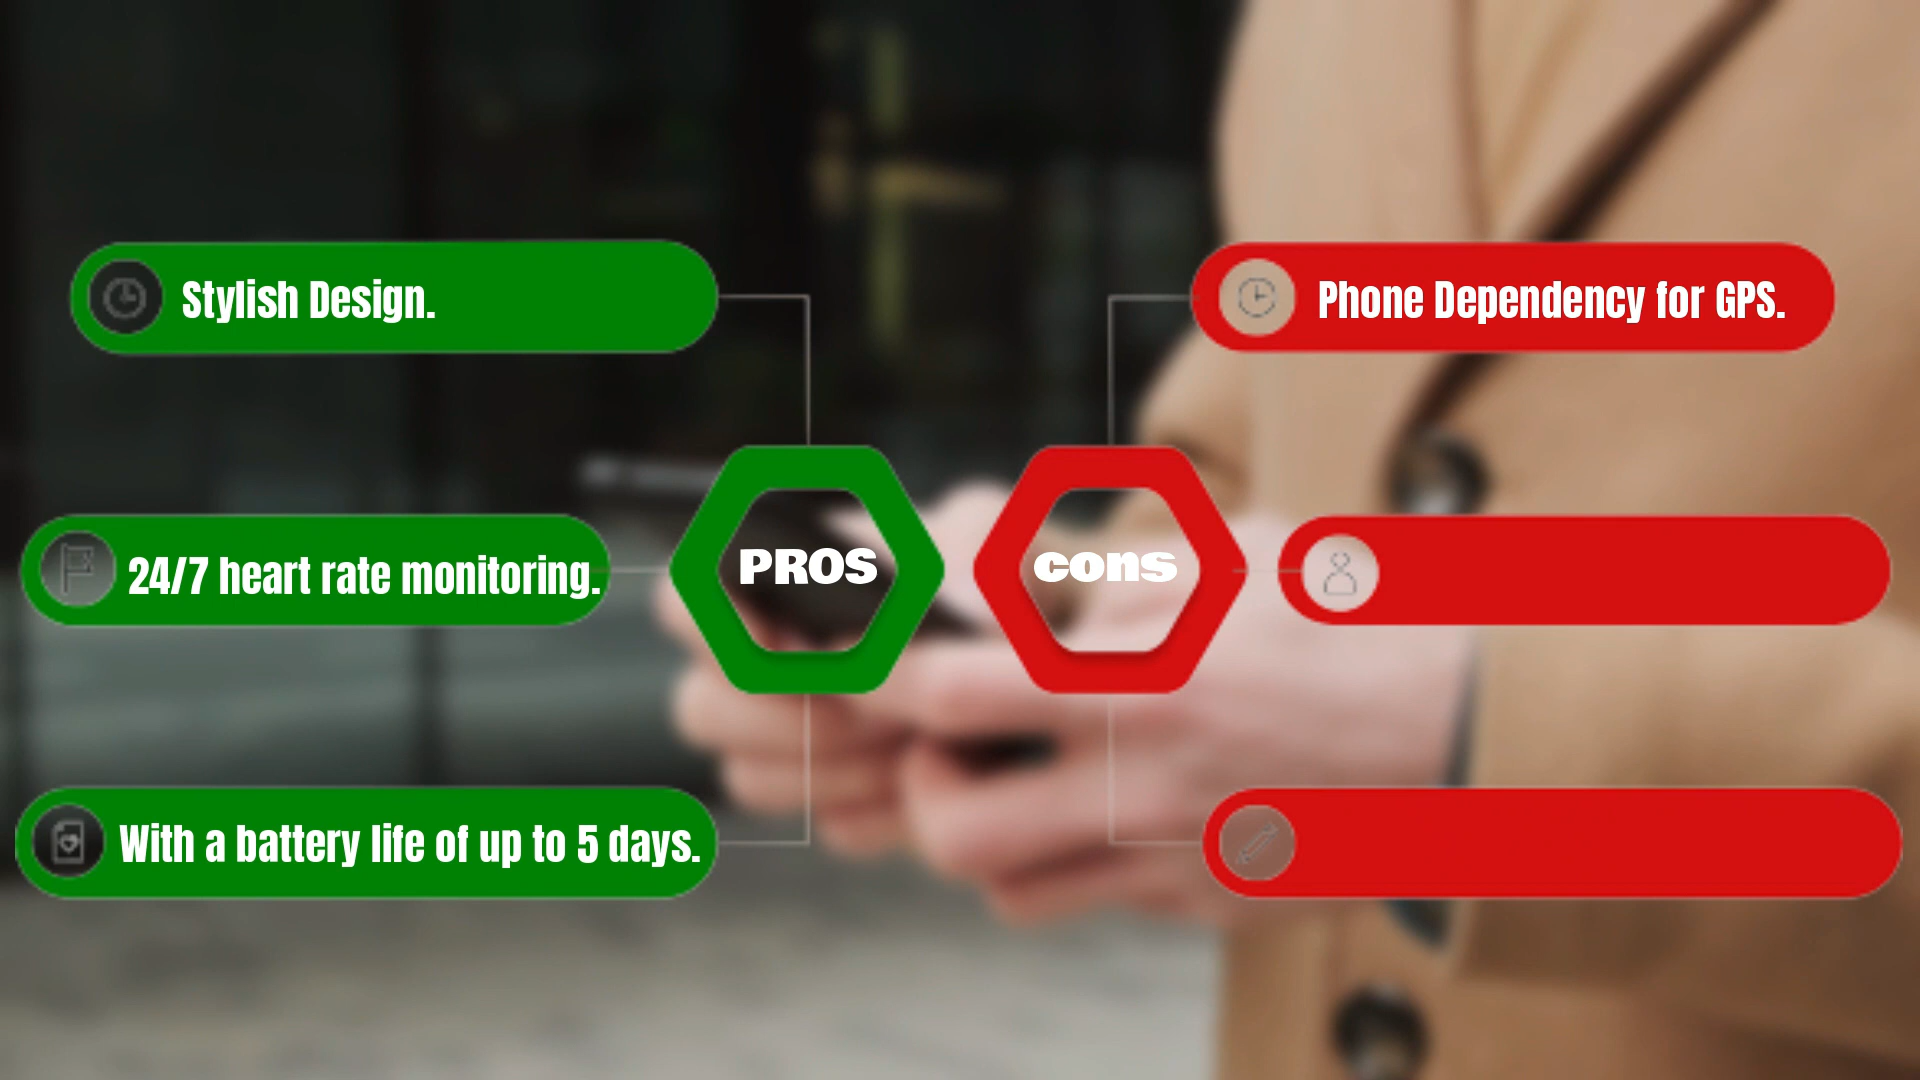 Stylish Design.
24/7 heart rate monitoring.
With a battery life of up to 5 days.
PROS
cons
Phone Dependency for GPS.